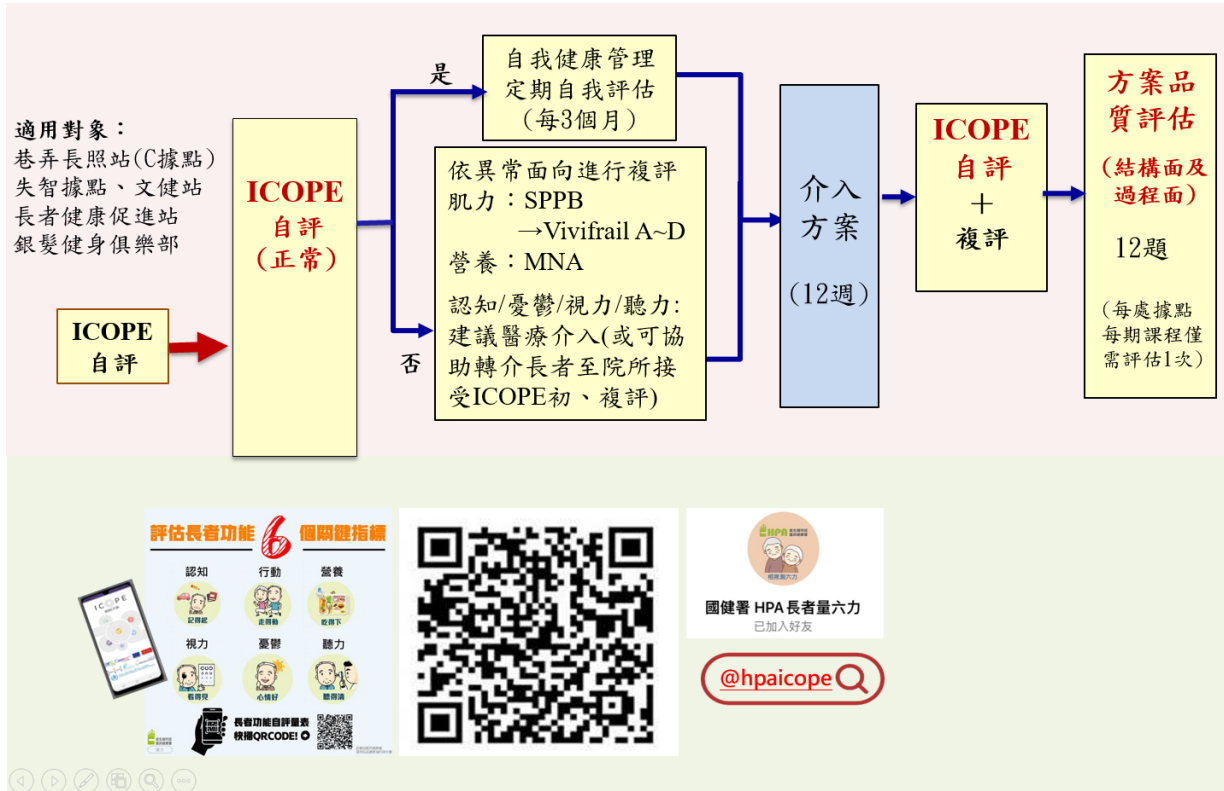 適用對象：
巷弄長照站(C據點)
失智據點、文健站
長者健康促進站
銀髮健身俱樂部
ICOPE
自評
ICOPE
自評
(正常)
是
自我健康管理
定期自我評估
(每3個月)
否
依異常面向進行複評
肌力：SPPB
→Vivifrail A~D
營養：MNA
認知/憂鬱/視力/聽力:
建議醫療介入(或可協
助轉介長者至院所接
受ICOPE初、複評)
介入
方案
(12週)
ICOPE
自評
＋
複評
方案品
質評估
(結構面及
過程面)
12題
(每處據點
每期課程僅
需評估1次)
ICOPE
評估長者功能6個關鍵指標
認知 行動 營養
記得起 走得動 吃得下
視力 憂鬱 聽力
看得見 心情好 聽得清
長者功能自評量表
快掃QRCODE!
HPA
國健署 HPA 長者量六力
已加入好友
@hpaicope